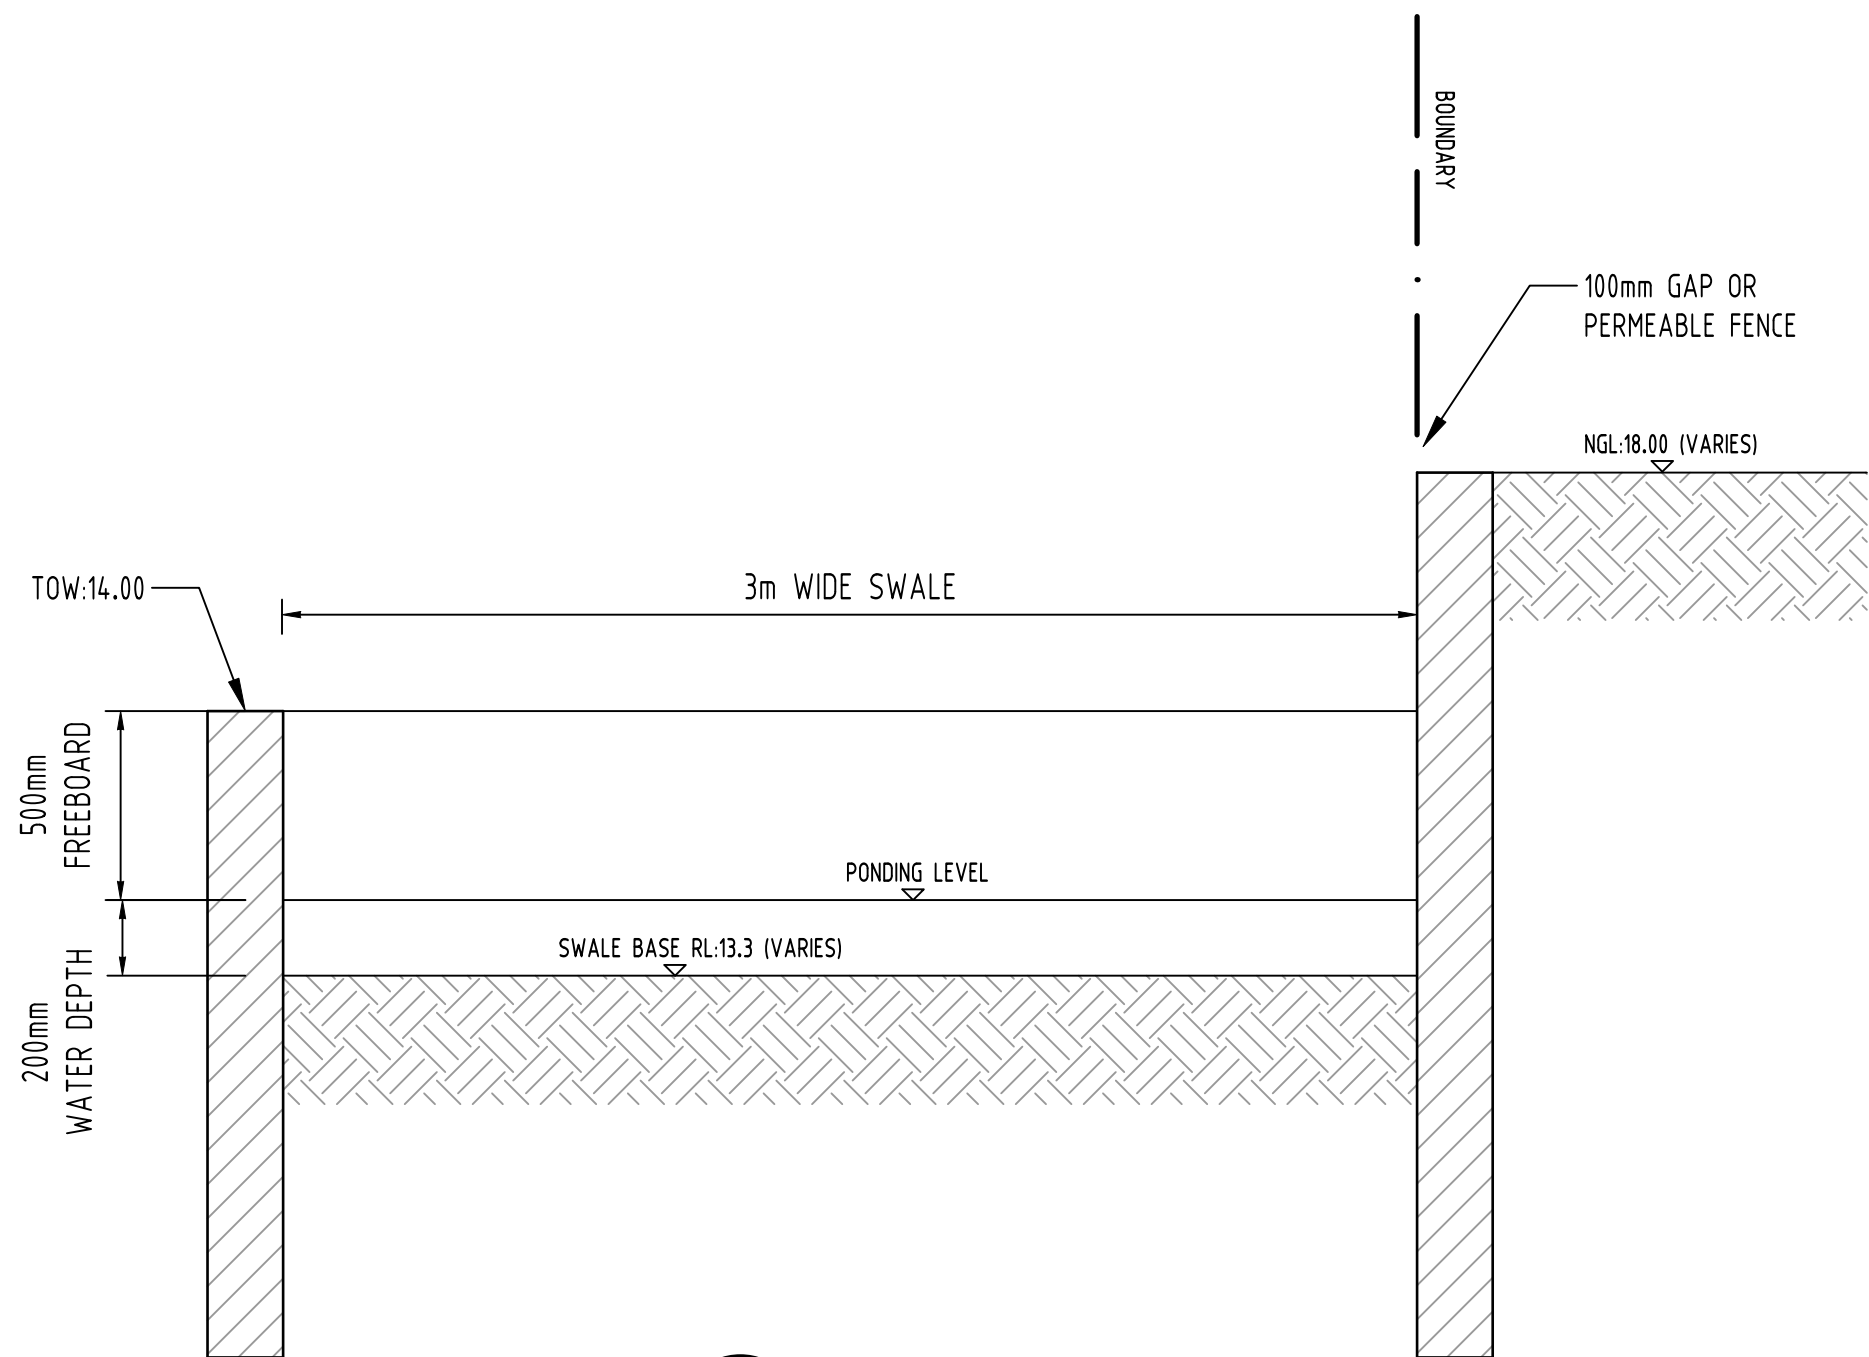 BOUNDARY
100mm GAP OR
PERMEABLE FENCE
NGL:18.00 (VARIES)
TOW:14.00
3m WIDE SWALE
500mm
FREEBOARD
PONDING LEVEL
SWALE BASE RL:13.3 (VARIES)
200mm
WATER DEPTH